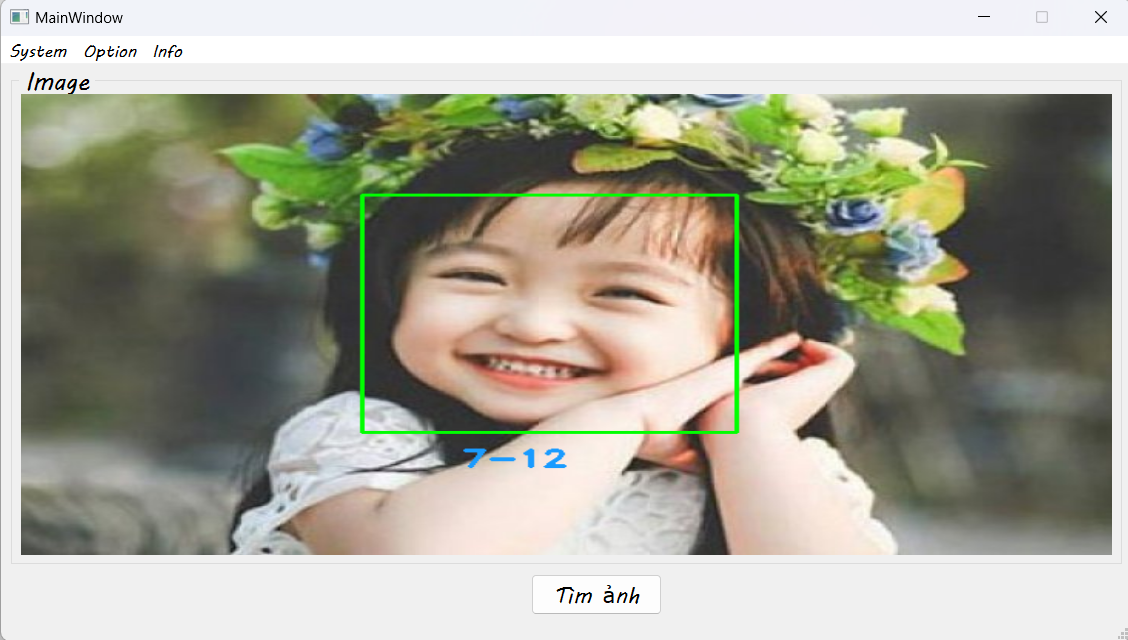 MainWindow
System Option Info
Image
7-12
Tìm ảnh